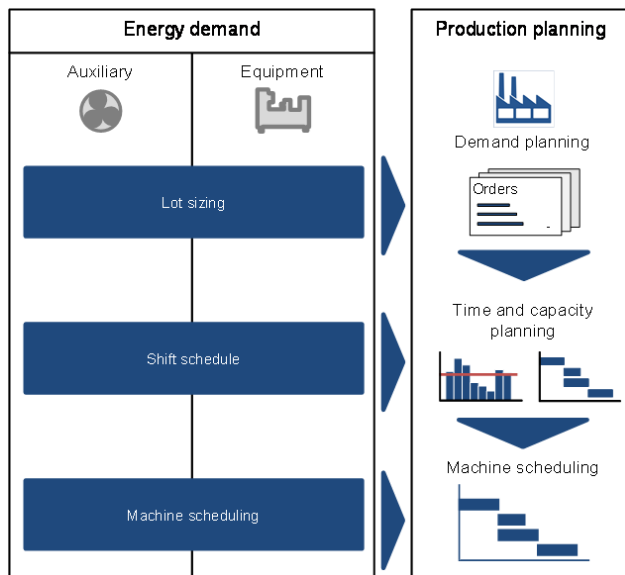 Energy demand
Production planning
Auxiliary
Equipment
Demand planning
Lot sizing
Orders
Time and capacity
planning
Shift schedule
Machine scheduling
Machine scheduling